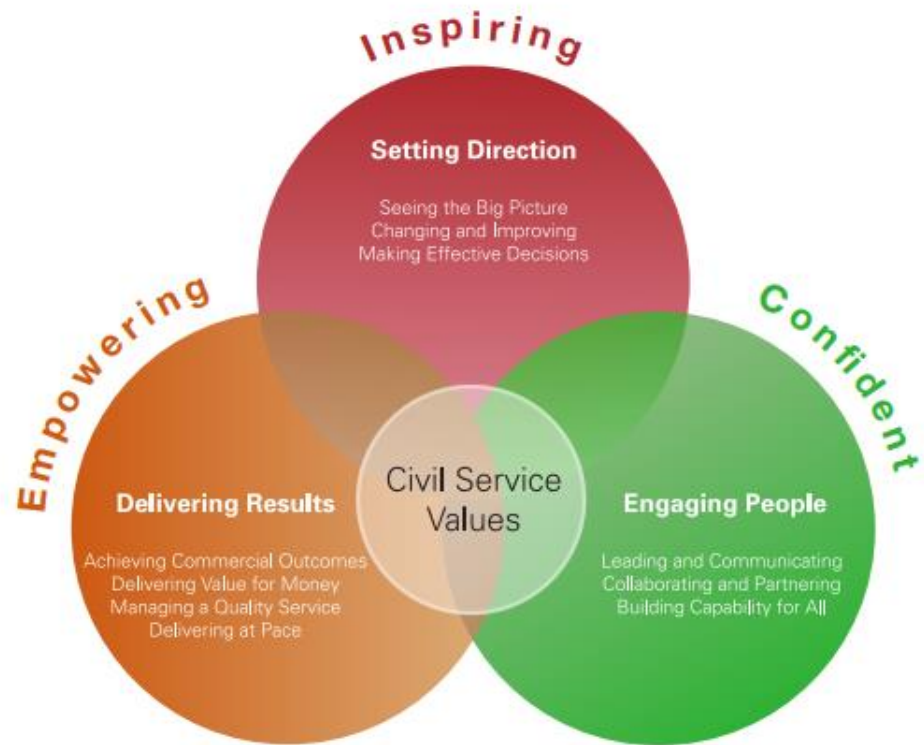 Inspiring
Setting Direction
Seeing the Big Picture
Changing and Improving
Making Effective Decisions
Empowering
Confident
Civil Service
Values
Delivering Results
Achieving Commercial Outcomes
Delivering Value for Money
Managing a Quality Service
Delivering at Pace
Engaging People
Leading and Communicating
Collaborating and Partnering
Building Capability for All